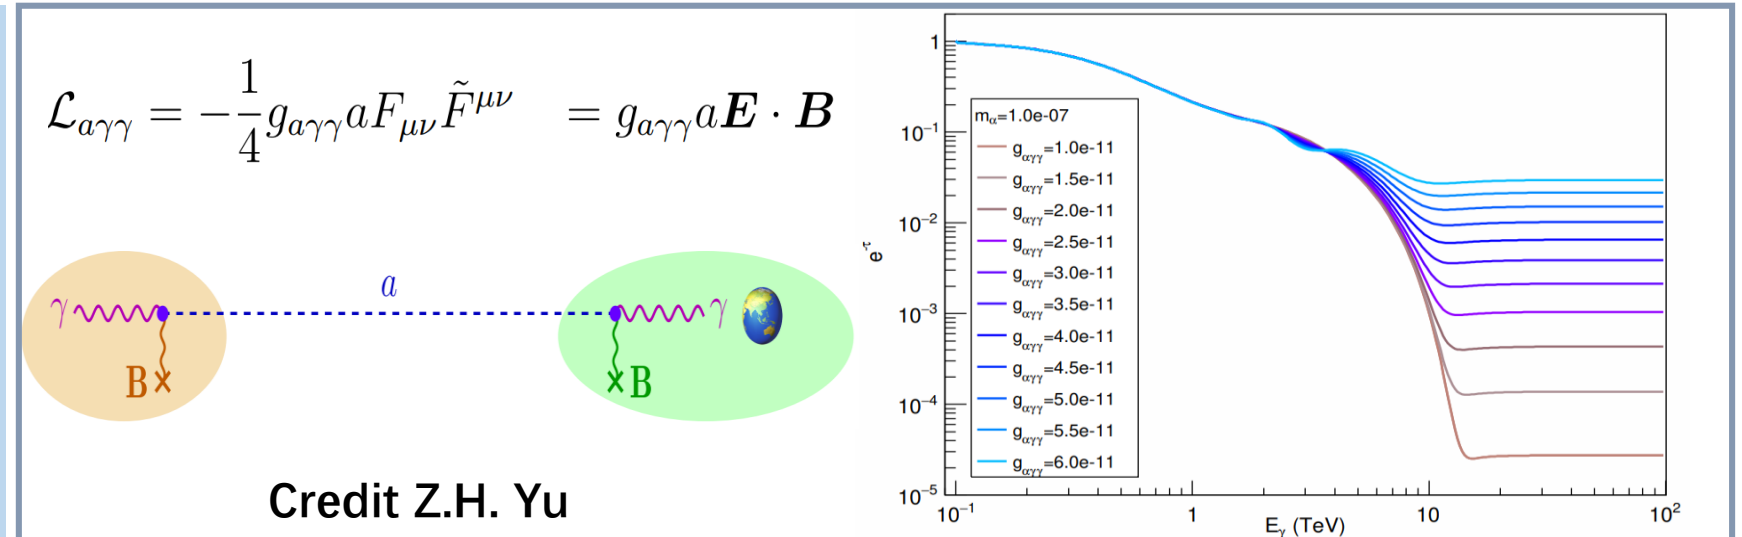 ℒ_{aγγ} = −1/4 g_{aγγ} a F_{μν} F̃^{μν} = g_{aγγ} a E · B
γ a γ
B B
Credit Z.H. Yu
1
10⁻¹
10⁻²
10⁻³
10⁻⁴
10⁻⁵
e^{-τ}
m_α=1.0e-07
g_{αγγ}=1.0e-11
g_{αγγ}=1.5e-11
g_{αγγ}=2.0e-11
g_{αγγ}=2.5e-11
g_{αγγ}=3.0e-11
g_{αγγ}=3.5e-11
g_{αγγ}=4.0e-11
g_{αγγ}=4.5e-11
g_{αγγ}=5.0e-11
g_{αγγ}=5.5e-11
g_{αγγ}=6.0e-11
10⁻¹ 1 10 10²
E_γ (TeV)